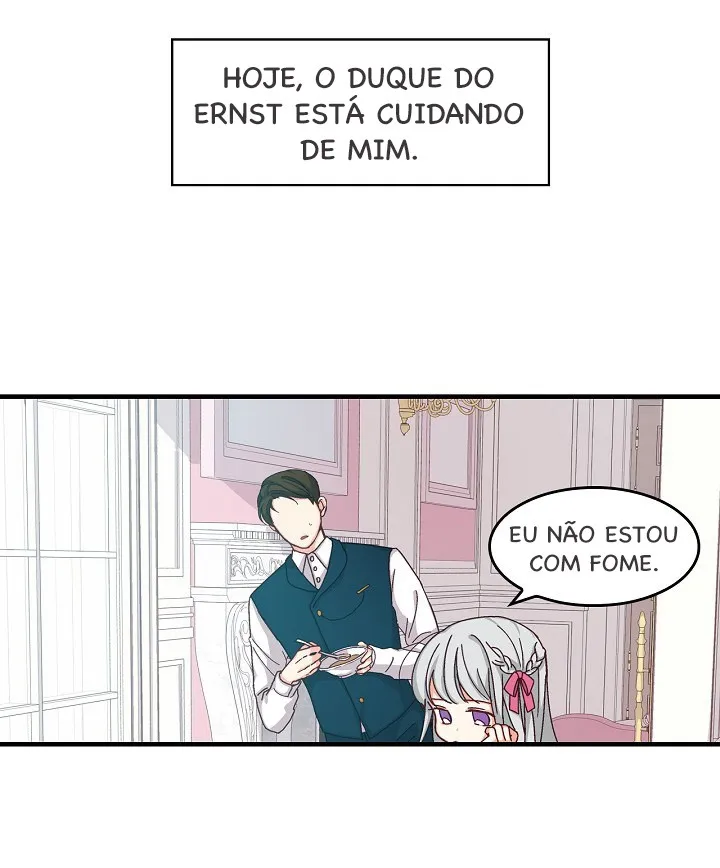 HOJE, O DUQUE DO
ERNST ESTÁ CUIDANDO
DE MIM.
EU NÃO ESTOU
COM FOME.